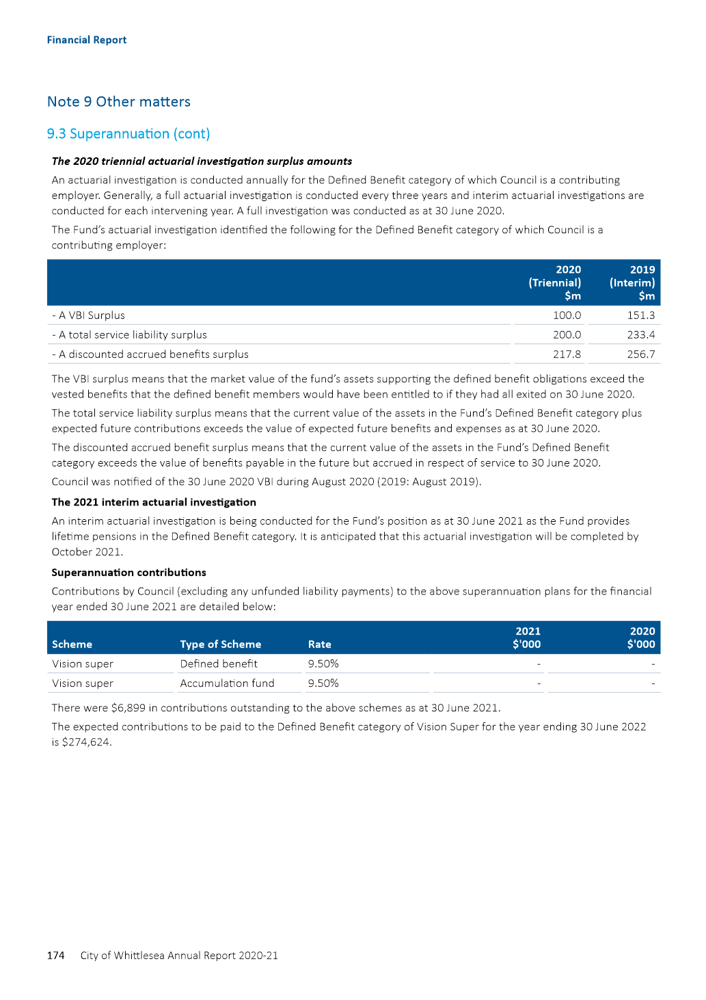 Financial Report
Note 9 Other matters
9.3 Superannuation (cont)
The 2020 triennial actuarial investigation surplus amounts
An actuarial investigation is conducted annually for the Defined Benefit category of which Council is a contributing
employer. Generally, a full actuarial investigation is conducted every three years and interim actuarial investigations are
conducted for each intervening year. A full investigation was conducted as at 30 June 2020.
The Fund’s actuarial investigation identified the following for the Defined Benefit category of which Council is a
contributing employer:
2020 2019
(Triennial) (Interim)
$m $m
- A VBI Surplus 100.0 151.3
- A total service liability surplus 200.0 233.4
- A discounted accrued benefits surplus 217.8 256.7
The VBI surplus means that the market value of the fund’s assets supporting the defined benefit obligations exceed the
vested benefits that the defined benefit members would have been entitled to if they had all exited on 30 June 2020.
The total service liability surplus means that the current value of the assets in the Fund’s Defined Benefit category plus
expected future contributions exceeds the value of expected future benefits and expenses as at 30 June 2020.
The discounted accrued benefit surplus means that the current value of the assets in the Fund’s Defined Benefit
category exceeds the value of benefits payable in the future but accrued in respect of service to 30 June 2020.
Council was notified of the 30 June 2020 VBI during August 2020 (2019: August 2019).
The 2021 interim actuarial investigation
An interim actuarial investigation is being conducted for the Fund’s position as at 30 June 2021 as the Fund provides
lifetime pensions in the Defined Benefit category. It is anticipated that this actuarial investigation will be completed by
October 2021.
Superannuation contributions
Contributions by Council (excluding any unfunded liability payments) to the above superannuation plans for the financial
year ended 30 June 2021 are detailed below:
2021 2020
Scheme Type of Scheme Rate $'000 $'000
Vision super Defined benefit 9.50% - -
Vision super Accumulation fund 9.50% - -
There were $6,899 in contributions outstanding to the above schemes as at 30 June 2021.
The expected contributions to be paid to the Defined Benefit category of Vision Super for the year ending 30 June 2022
is $274,624.
174 City of Whittlesea Annual Report 2020-21